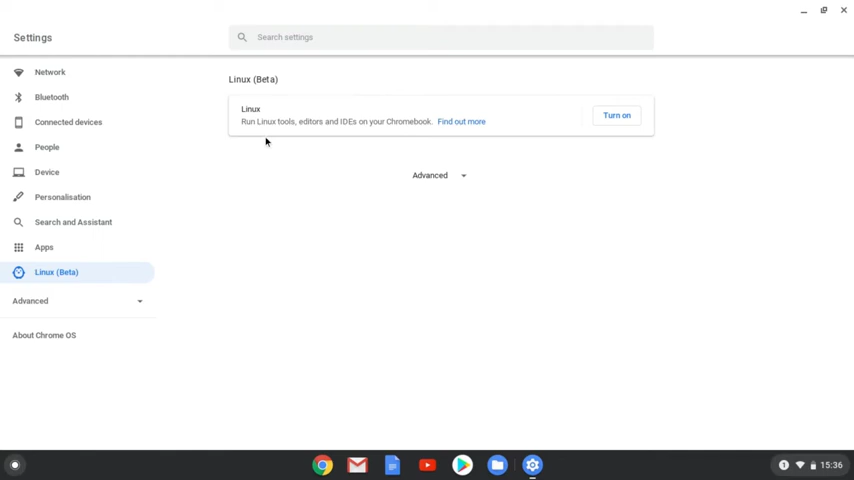 Settings
Search settings
Network
Bluetooth
Connected devices
People
Device
Personalisation
Search and Assistant
Apps
Linux (Beta)
Advanced
About Chrome OS
Linux (Beta)
Linux
Run Linux tools, editors and IDEs on your Chromebook. Find out more
Turn on
Advanced
1 15:36